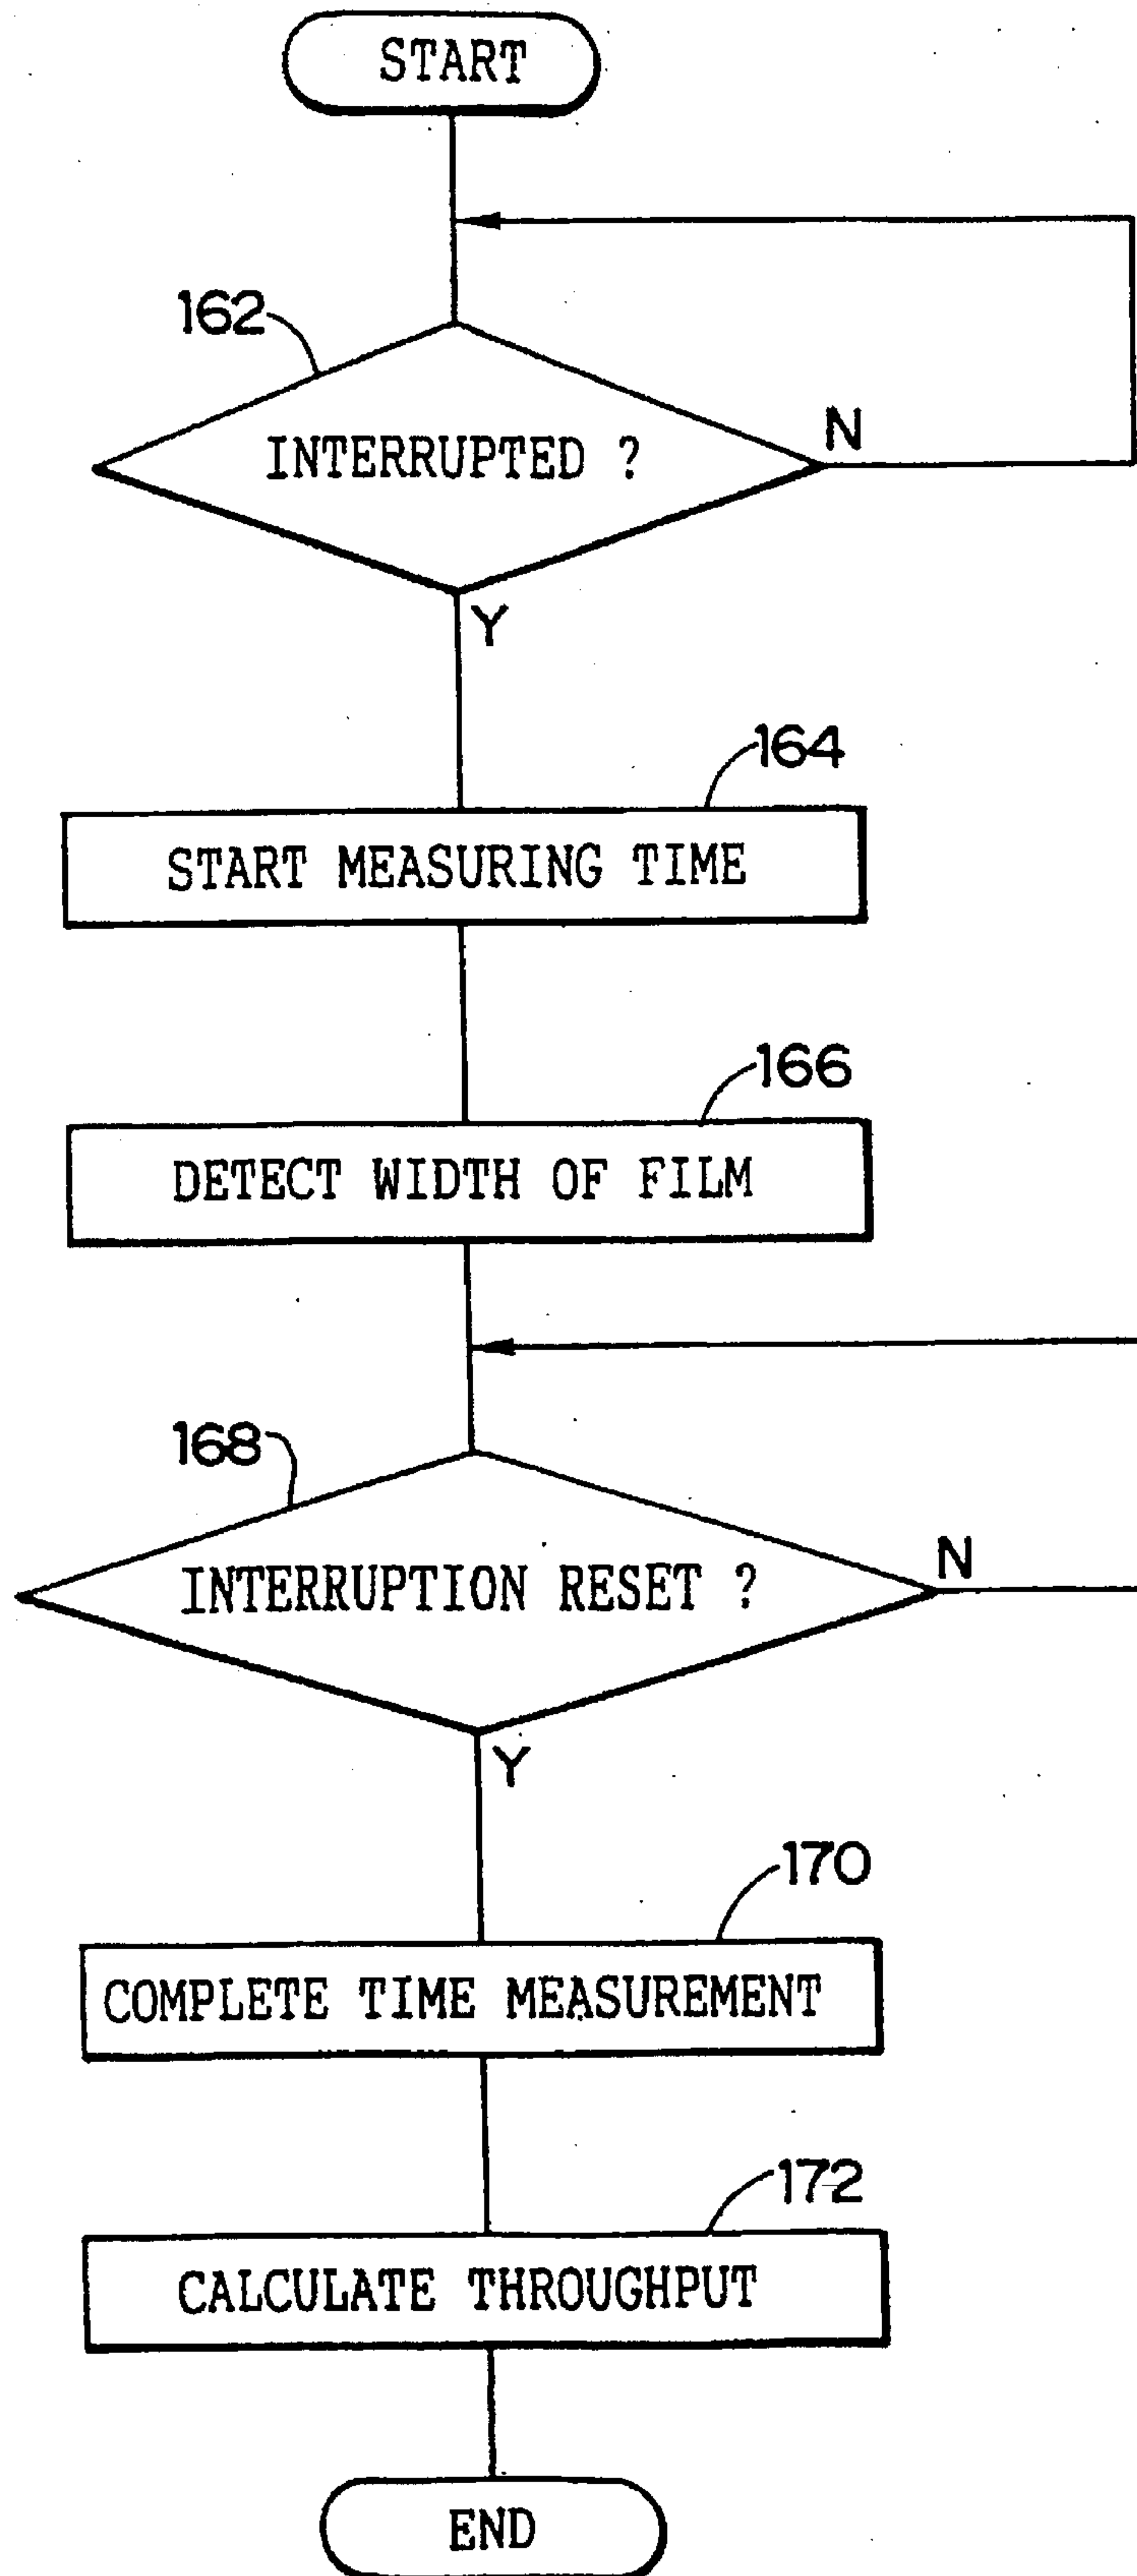 START
162
INTERRUPTED ?
N
Y
164
START MEASURING TIME
166
DETECT WIDTH OF FILM
168
INTERRUPTION RESET ?
N
Y
170
COMPLETE TIME MEASUREMENT
172
CALCULATE THROUGHPUT
END